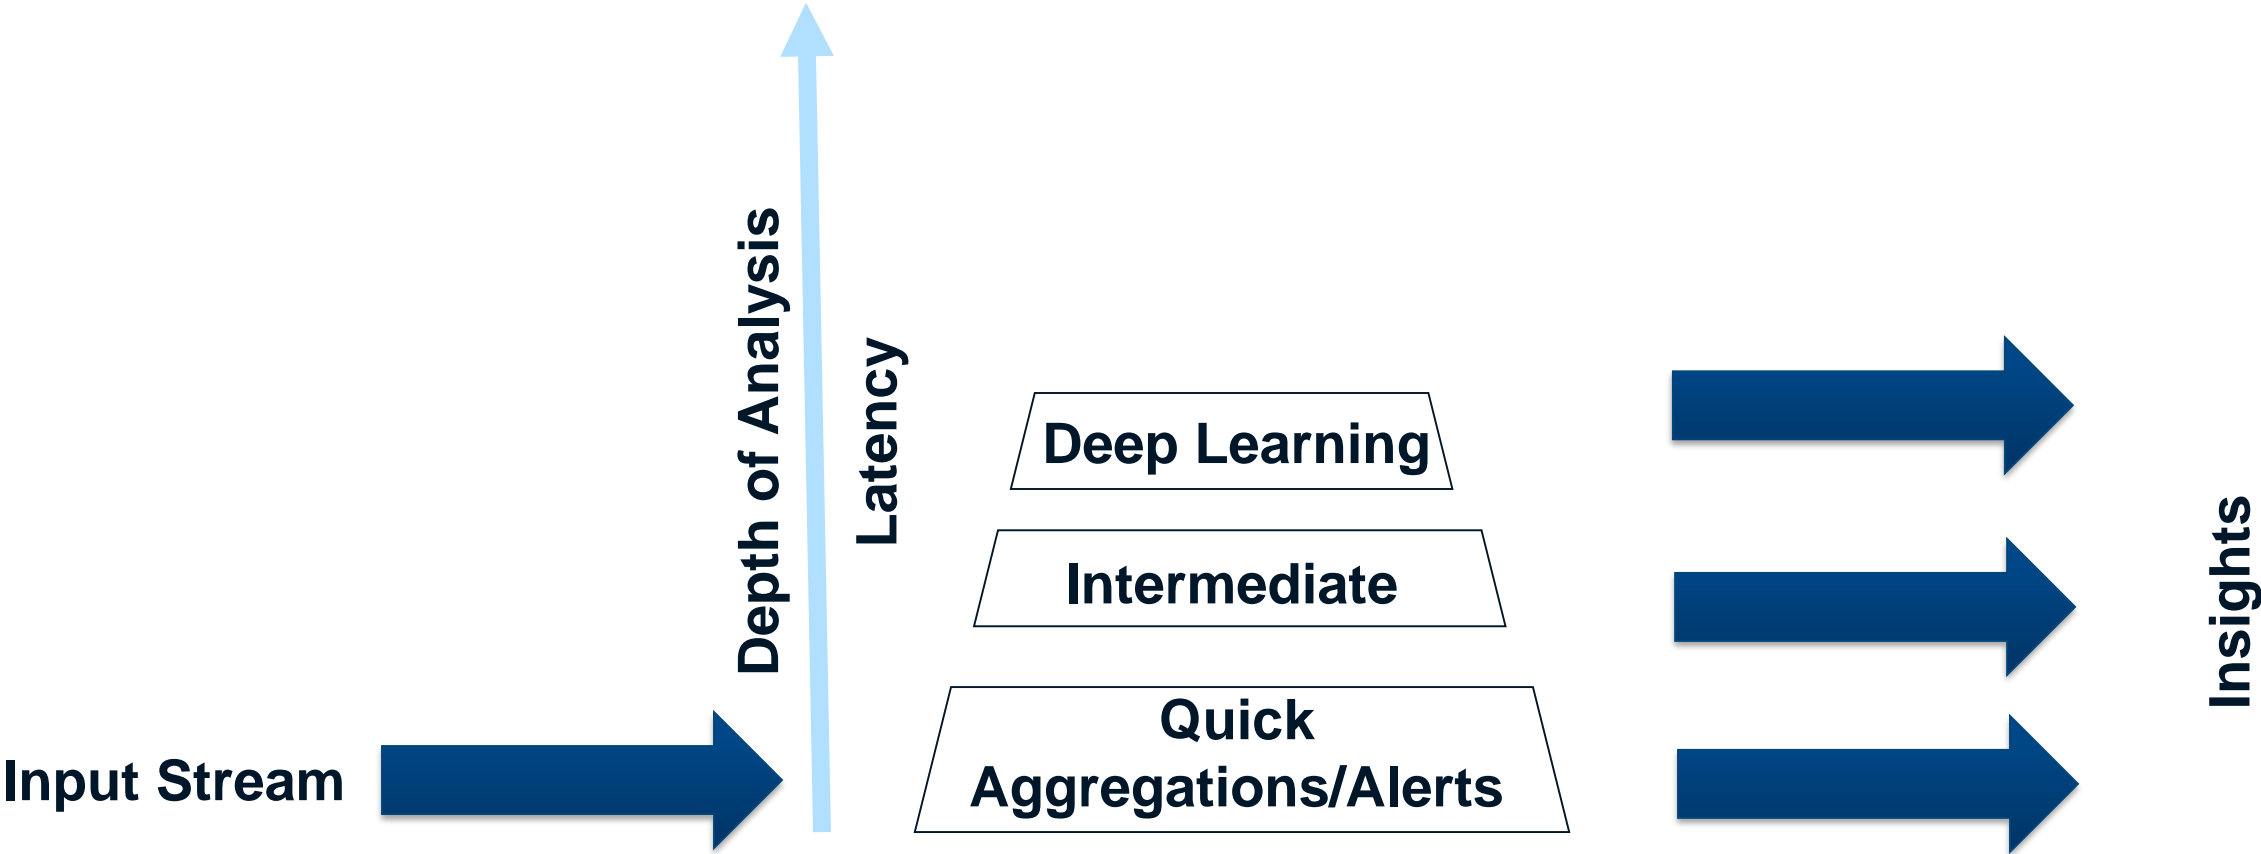 Input Stream
Depth of Analysis
Latency
Deep Learning
Intermediate
Quick
Aggregations/Alerts
Insights